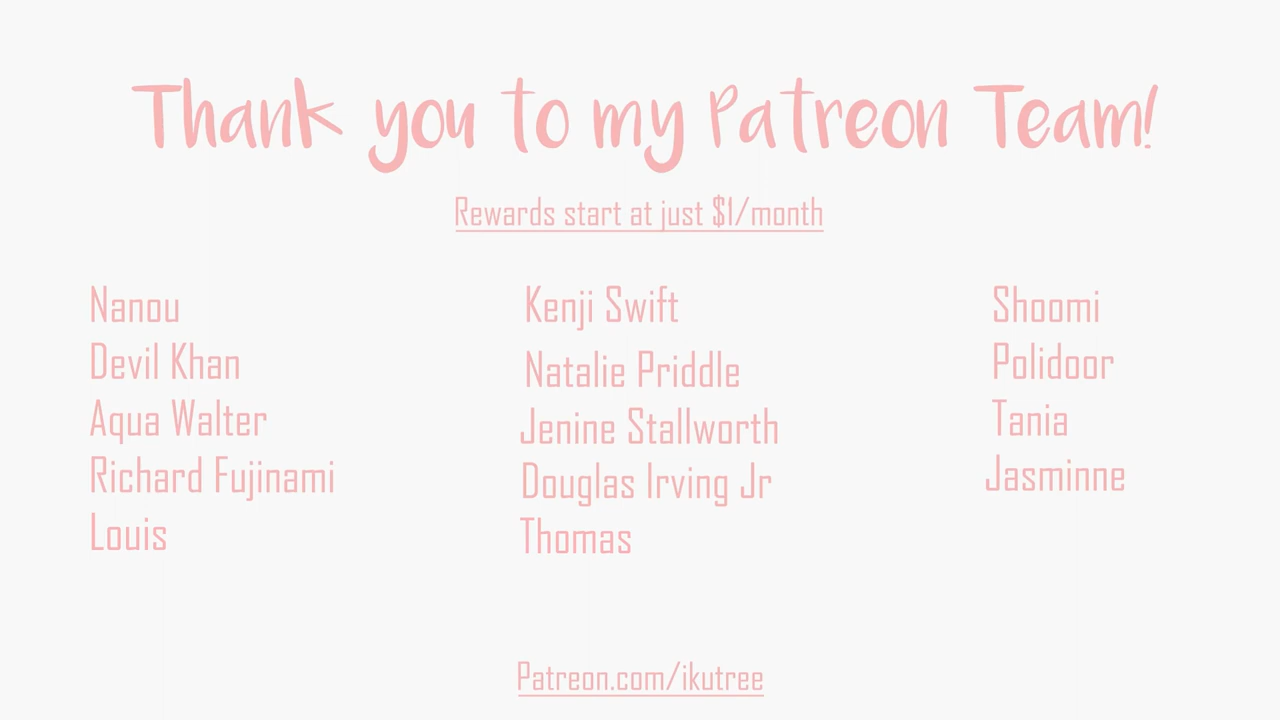 Thank you to my Patreon Team!
Rewards start at just $1/month
Nanou
Devil Khan
Aqua Walter
Richard Fujinami
Louis
Kenji Swift
Natalie Priddle
Jenine Stallworth
Douglas Irving Jr
Thomas
Shoomi
Polidoor
Tania
Jasminne
Patreon.com/ikutree